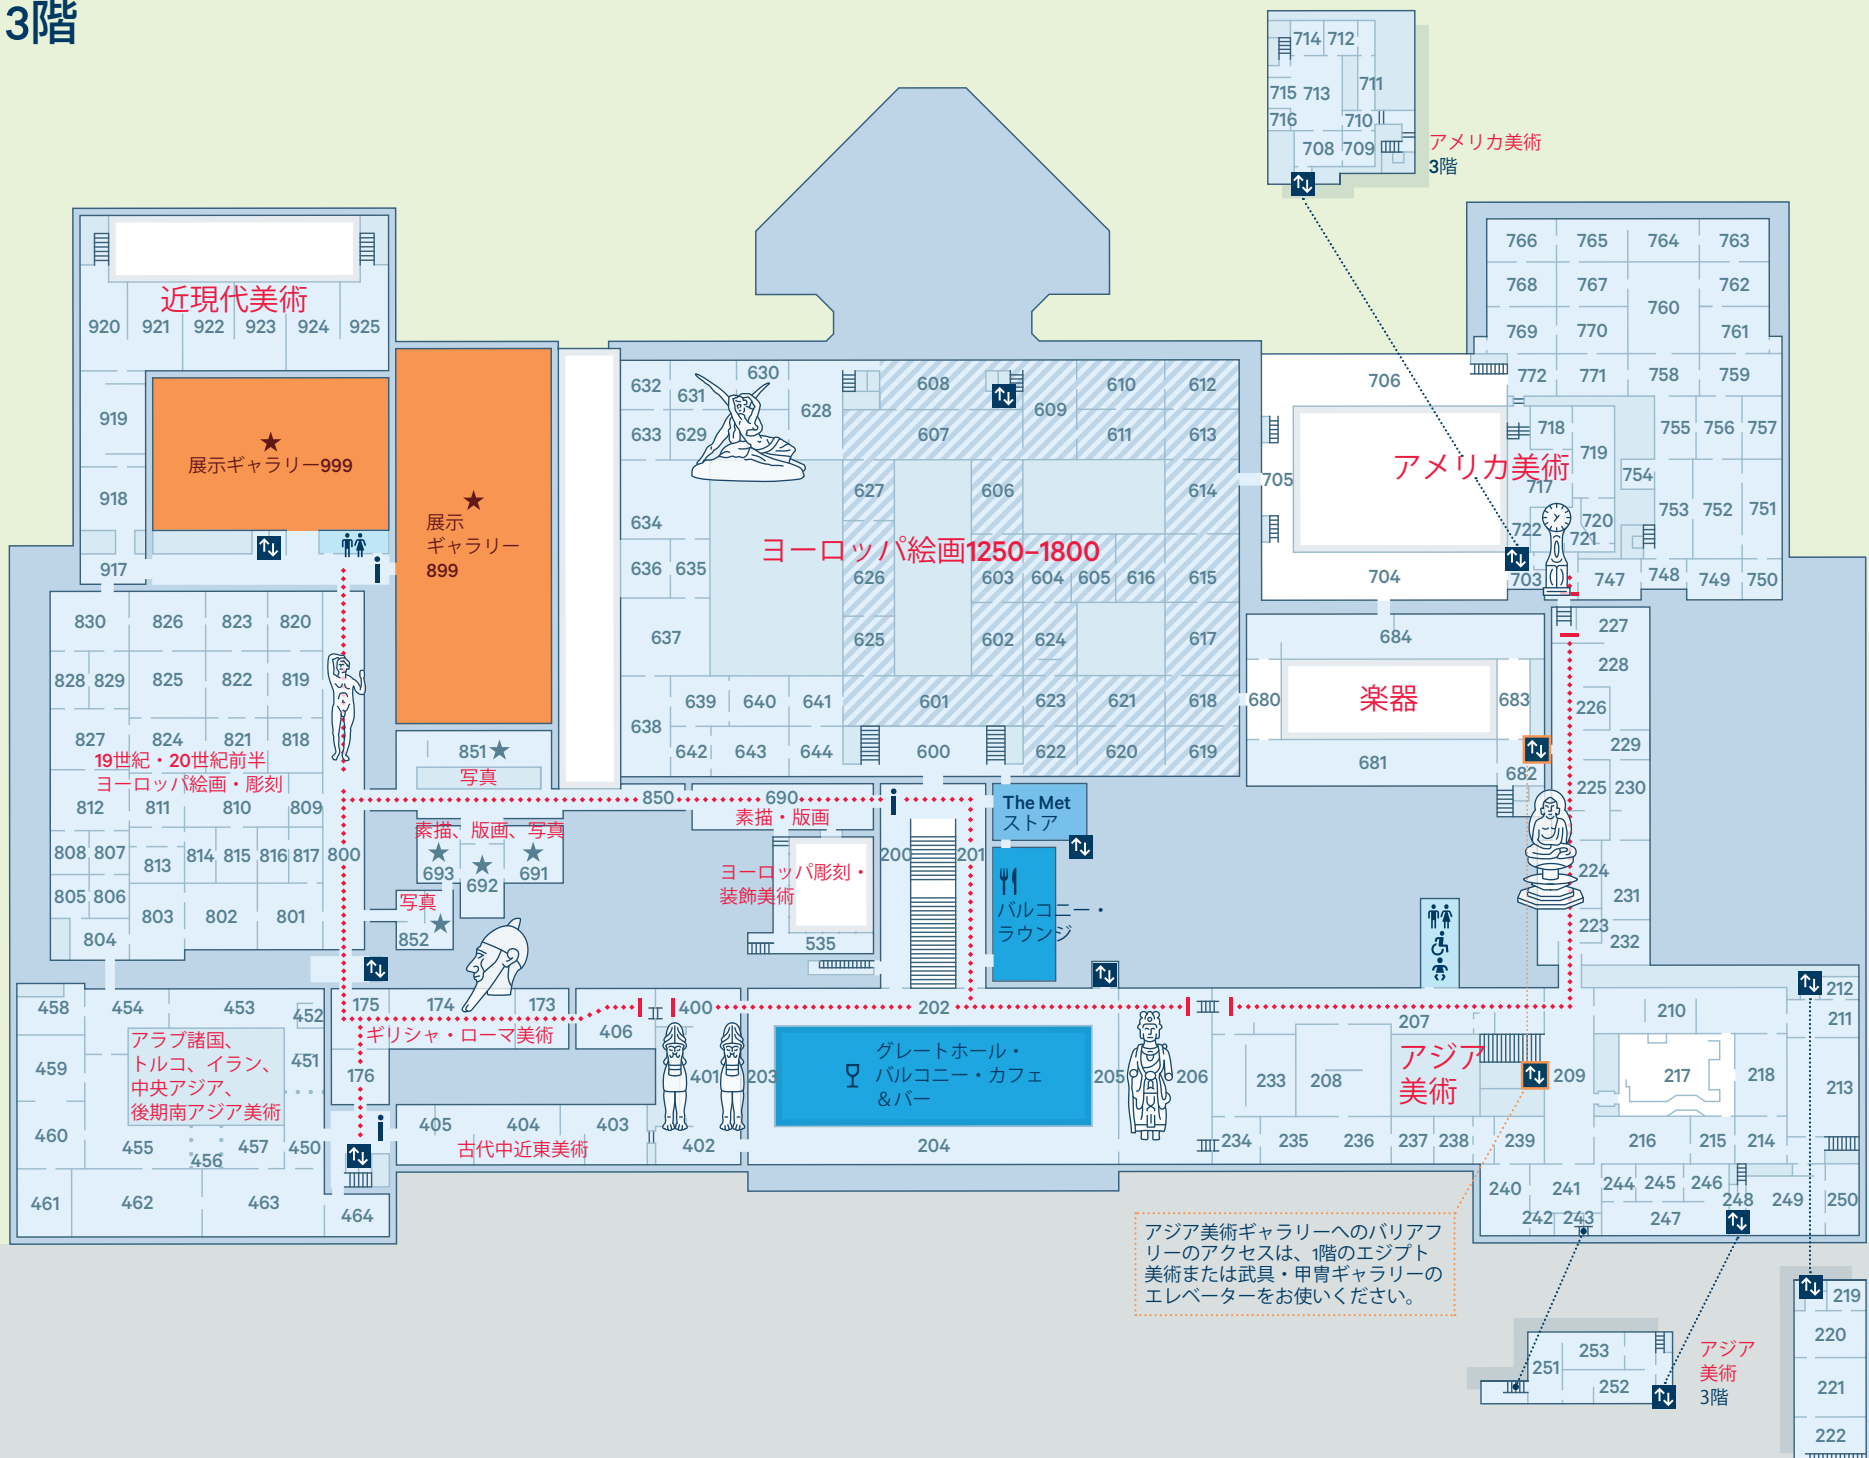 3階
714 712
711
715 713
716
710
708 709
アメリカ美術
3階
近現代美術
920 921 922 923 924 925
919
918
917
展示ギャラリー999
展示
ギャラリー
899
830 826 823 820
828 829 825 822 819
827 824 821 818
19世紀・20世紀前半
ヨーロッパ絵画・彫刻
812 811 810 809
808 807 813 814 815 816 817 800
805 806 803 802 801
804
851
写真
850
690
素描・版画
素描、版画、写真
693 692 691
写真
852
ヨーロッパ彫刻・
装飾美術
535
632 631 630 628
633 629
634
636 635
637
638 639 640 641
642 643 644
608 609 610 612
607 611 613
627 606 614
ヨーロッパ絵画1250–1800
626 603 604 605 616 615
625 602 624 617
601 623 621 618
600 622 620 619
The Met
ストア
200 201
バルコニー・
ラウンジ
706
705
704
アメリカ美術
703
766 765 764 763
768 767 760 762
769 770 761
772 771 758 759
718 719 755 756 757
717 754
722 720 721 753 752 751
747 748 749 750
684
680 楽器 683
681 682
227
228
226
229
225 230
224
231
223
232
458 454 453 452
459 451
アラブ諸国、
トルコ、イラン、
中央アジア、
後期南アジア美術
460 455 456 457 450
461 462 463 464
175 174 173
ギリシャ・ローマ美術
176
406
400
401
405 404 403 402
古代中近東美術
202
203
グレートホール・
バルコニー・カフェ
&バー
204
205 206
207
233 208
アジア
美術
209
234 235 236 237 238 239
210
212
211
217 218 213
216 215 214
240 241 244 245 246
242 243 247 248 249 250
アジア美術ギャラリーへのバリアフ
リーのアクセスは、1階のエジプト
美術または武具・甲冑ギャラリーの
エレベーターをお使いください。
251 253
252
アジア
美術
3階
219
220
221
222